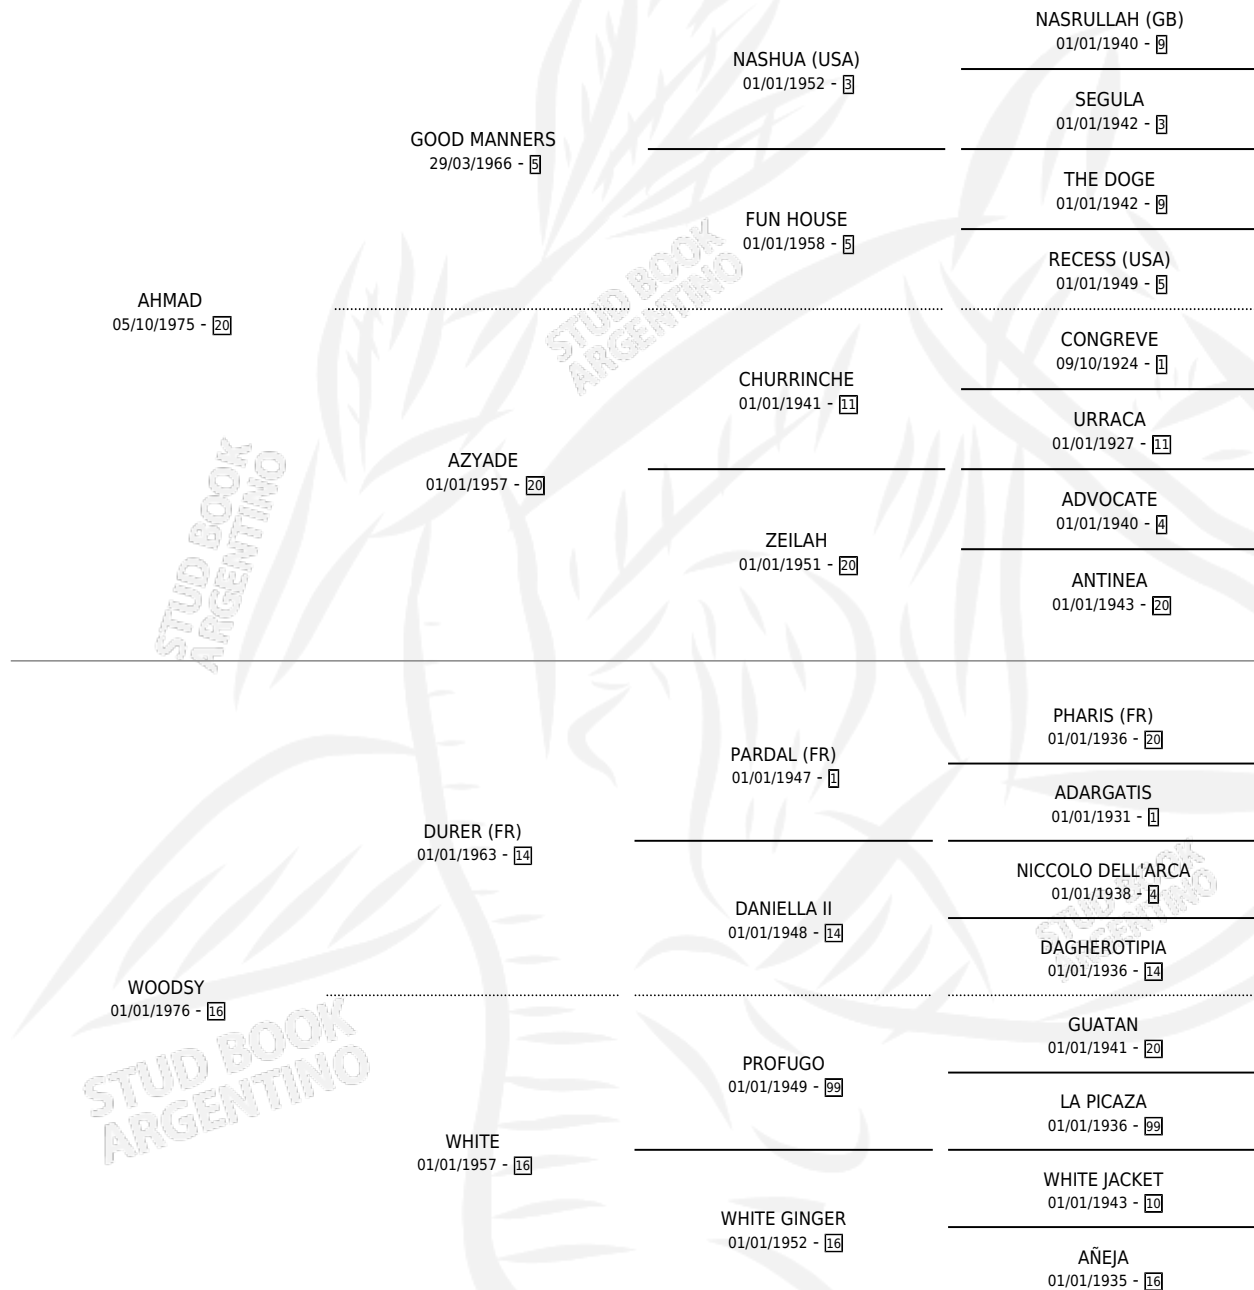 NASRULLAH (GB)
01/01/1940 - 9
NASHUA (USA)
01/01/1952 - 3
SEGULA
01/01/1942 - 3
GOOD MANNERS
29/03/1966 - 5
THE DOGE
01/01/1942 - 9
FUN HOUSE
01/01/1958 - 5
RECESS (USA)
01/01/1949 - 5
AHMAD
05/10/1975 - 20
CONGREVE
09/10/1924 - 1
CHURRINCHE
01/01/1941 - 11
URRACA
01/01/1927 - 11
AZYADE
01/01/1957 - 20
ADVOCATE
01/01/1940 - 4
ZEILAH
01/01/1951 - 20
ANTINEA
01/01/1943 - 20
PHARIS (FR)
01/01/1936 - 20
PARDAL (FR)
01/01/1947 - 1
ADARGATIS
01/01/1931 - 1
DURER (FR)
01/01/1963 - 14
NICCOLO DELL'ARCA
01/01/1938 - 4
DANIELLA II
01/01/1948 - 14
DAGHEROTIPIA
01/01/1936 - 14
WOODSY
01/01/1976 - 16
GUATAN
01/01/1941 - 20
PROFUGO
01/01/1949 - 99
LA PICAZA
01/01/1936 - 99
WHITE
01/01/1957 - 16
WHITE JACKET
01/01/1943 - 10
WHITE GINGER
01/01/1952 - 16
AÑEJA
01/01/1935 - 16
STUD BOOK
ARGENTINO
STUD BOOK
ARGENTINO
STUD BOOK
ARGENTINO
STUD BOOK
ARGENTINO